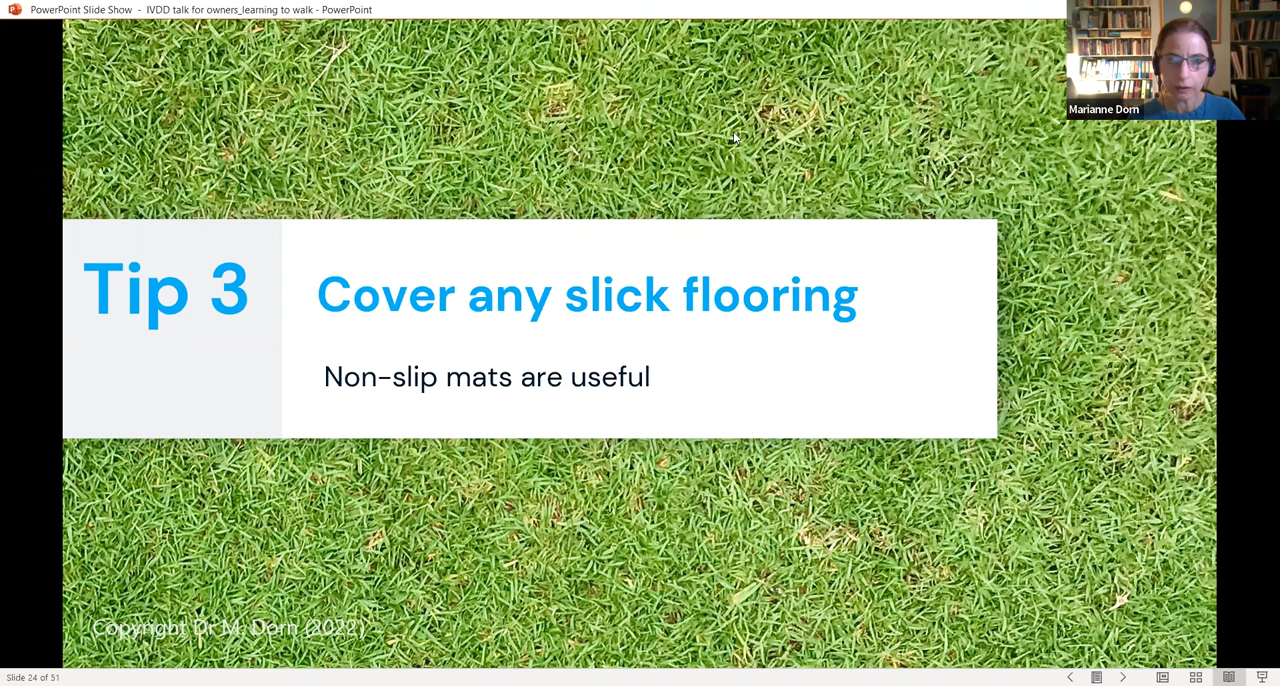 PowerPoint Slide Show - IVDD talk for owners_learning to walk - PowerPoint
Marianne Dorn
Tip 3
Cover any slick flooring
Non-slip mats are useful
Copyright Dr M. Dorn (2022)
Slide 24 of 51